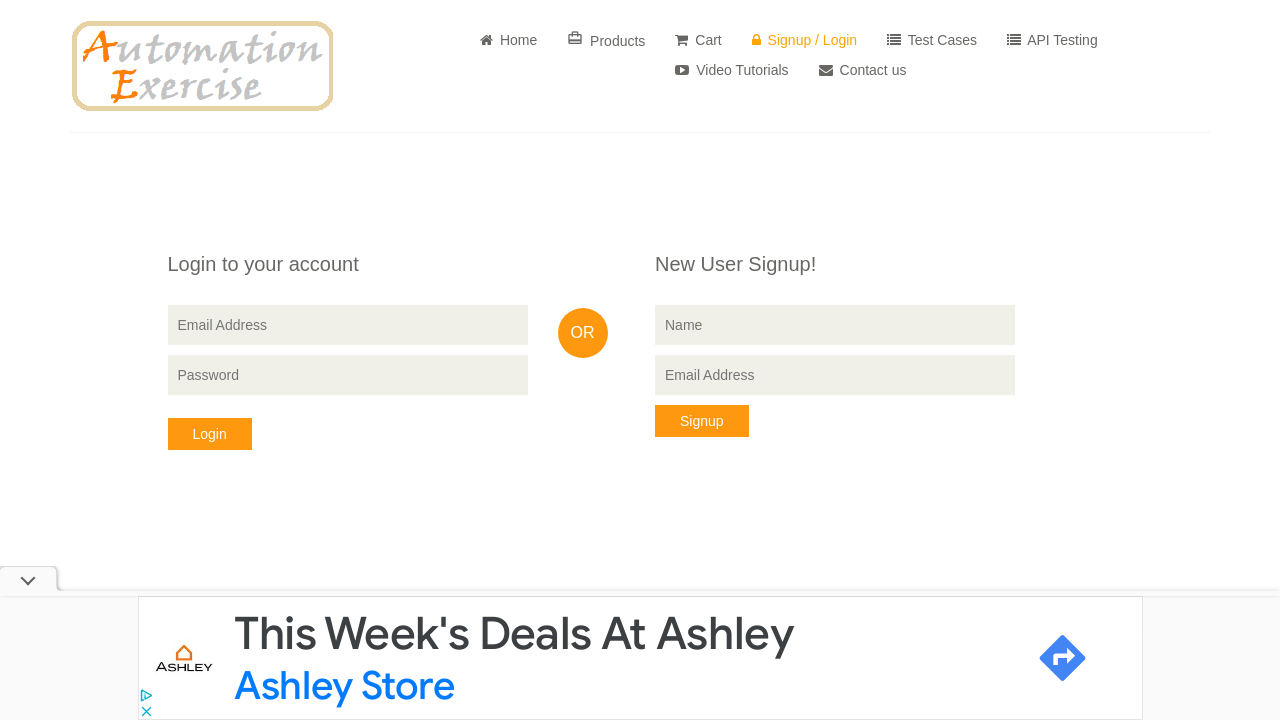 Automation
Exercise
Home
Products
Cart
Signup / Login
Test Cases
API Testing
Video Tutorials
Contact us
Login to your account
New User Signup!
Email Address
Name
OR
Password
Email Address
Signup
Login
This Week's Deals At Ashley
ASHLEY
Ashley Store